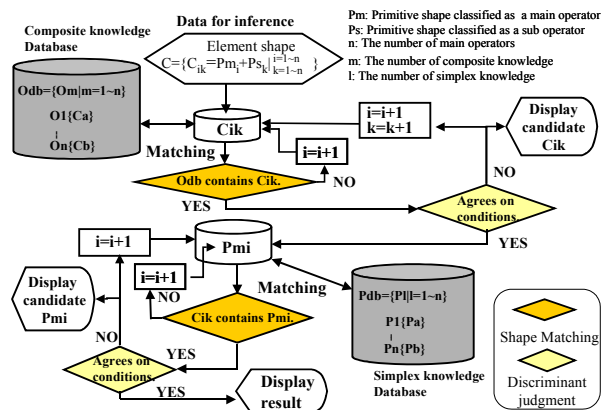 Data for inference
Pm: Primitive shape classified as a main operator
Ps: Primitive shape classified as a sub operator
n: The number of main operators
m: The number of composite knowledge
l: The number of simplex knowledge
Composite knowledge
Database
Element shape
C={Cik=Pmi+Psk|i=1~n k=1~n }
Odb={Om|m=1~n}
O1{Ca}
On{Cb}
Cik
i=i+1
k=k+1
Display
candidate
Cik
Matching
i=i+1
NO
NO
Odb contains Cik.
YES
Agrees on
conditions.
YES
i=i+1
Pmi
Display
candidate
Pmi
i=i+1
NO
Matching
Cik contains Pmi.
Pdb={Pl|l=1~n}
P1{Pa}
Pn{Pb}
Shape Matching
NO
YES
Agrees on
conditions.
YES
Display
result
Simplex knowledge
Database
Discriminant
judgment